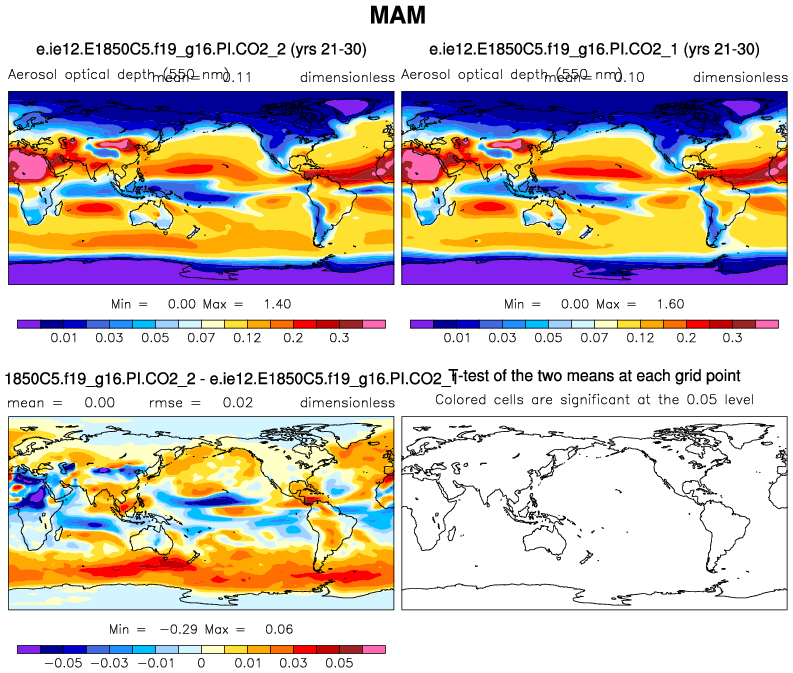 MAM
e.ie12.E1850C5.f19_g16.PI.CO2_2 (yrs 21-30)
e.ie12.E1850C5.f19_g16.PI.CO2_1 (yrs 21-30)
Aerosol optical depth (550 nm) mean= 0.11 dimensionless
Aerosol optical depth (550 nm) mean= 0.10 dimensionless
Min = 0.00 Max = 1.40
Min = 0.00 Max = 1.60
0.01 0.03 0.05 0.07 0.12 0.2 0.3
0.01 0.03 0.05 0.07 0.12 0.2 0.3
1850C5.f19_g16.PI.CO2_2 - e.ie12.E1850C5.f19_g16.PI.CO2_1
T-test of the two means at each grid point
mean = 0.00 rmse = 0.02 dimensionless
Colored cells are significant at the 0.05 level
Min = -0.29 Max = 0.06
-0.05 -0.03 -0.01 0 0.01 0.03 0.05